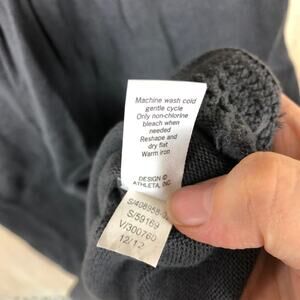 Machine wash cold
gentle cycle
Only non-chlorine
bleach when
needed
Reshape and
dry flat
Warm iron
DESIGN ©
ATHLETA, INC.
S/59169
V/300760
12/12